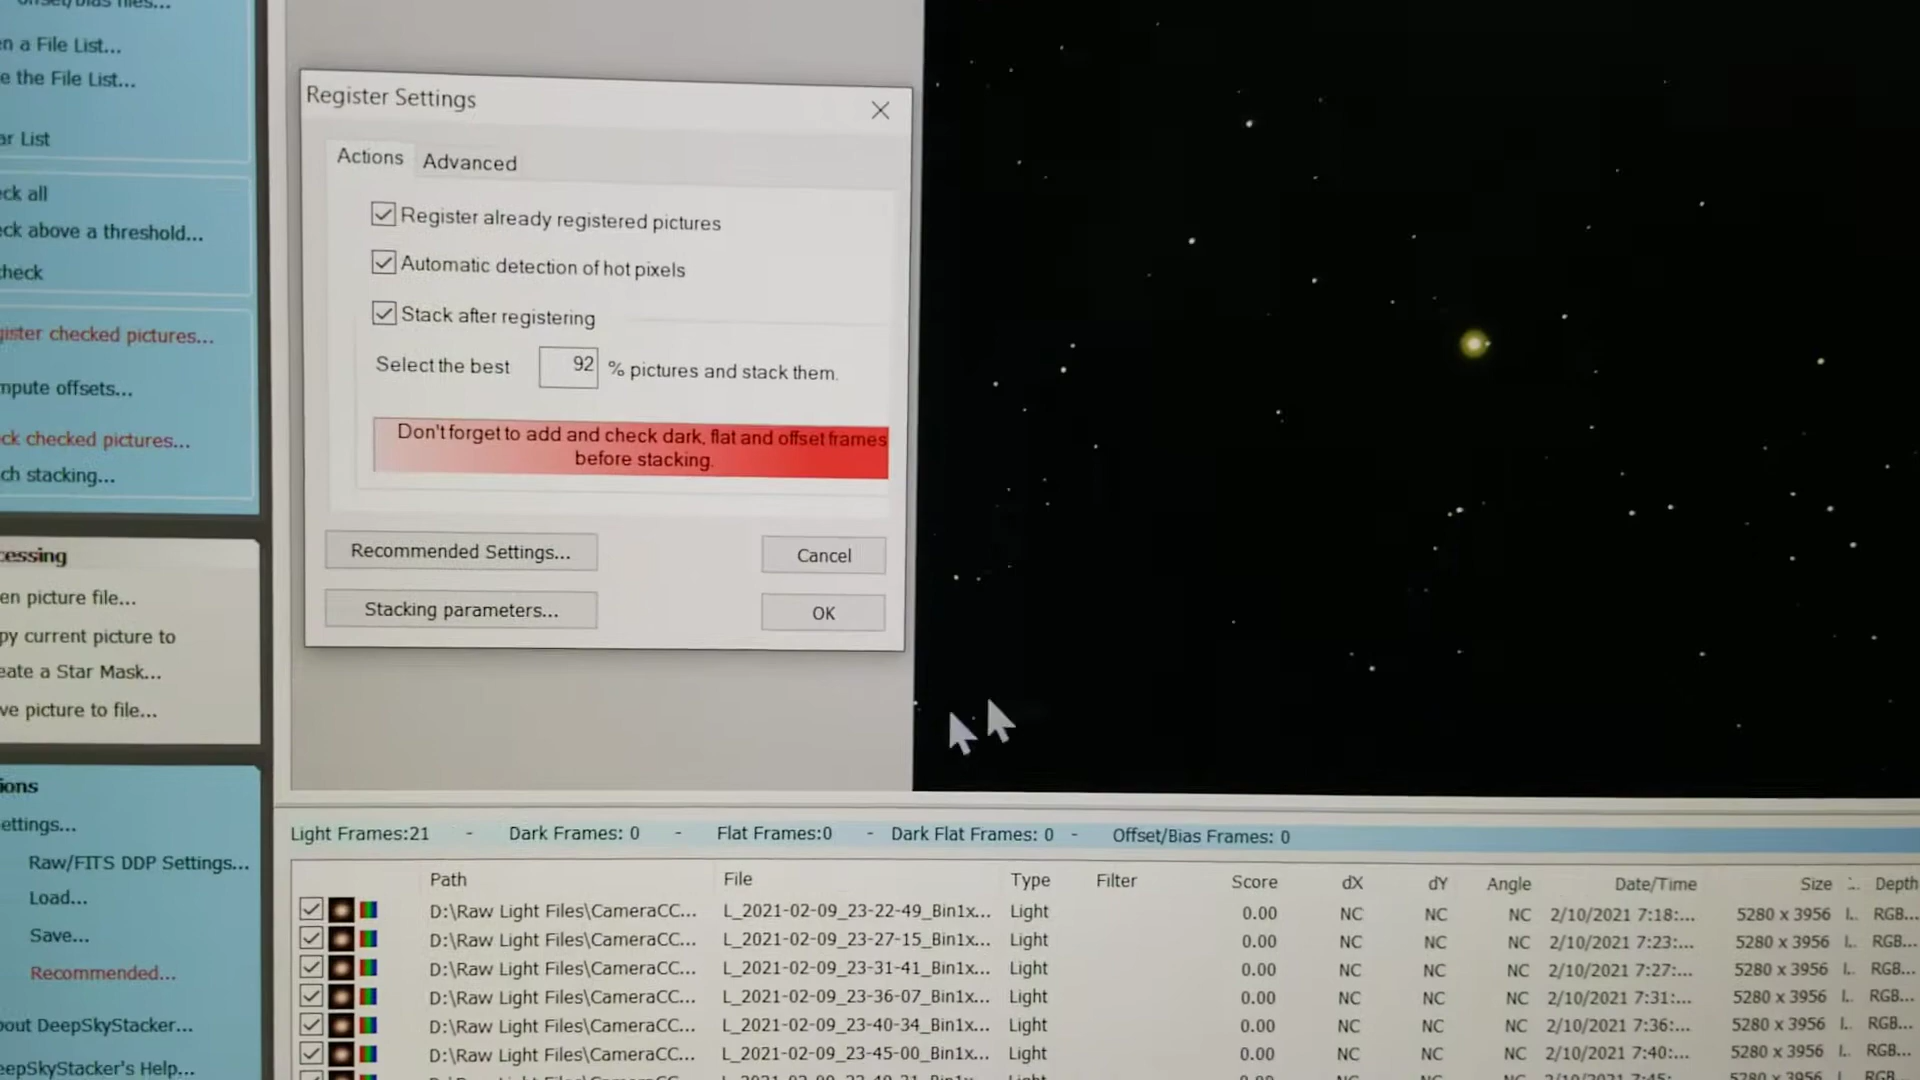 n a File List...
e the File List...
ar List
ck all
ck above a threshold...
check
gister checked pictures...
mpute offsets...
ck checked pictures...
ch stacking...
cessing
en picture file...
py current picture to
eate a Star Mask...
ve picture to file...
ions
ettings...
Raw/FITS DDP Settings...
Load...
Save...
Recommended...
bout DeepSkyStacker...
eepSkyStacker's Help...
Register Settings
Actions Advanced
Register already registered pictures
Automatic detection of hot pixels
Stack after registering
Select the best 92 % pictures and stack them.
Don't forget to add and check dark, flat and offset frames
before stacking.
Recommended Settings... Cancel
Stacking parameters... OK
Light Frames:21 - Dark Frames: 0 - Flat Frames:0 - Dark Flat Frames: 0 - Offset/Bias Frames: 0
Path File Type Filter Score dX dY Angle Date/Time Size Depth
D:\Raw Light Files\CameraCC... L_2021-02-09_23-22-49_Bin1x... Light 0.00 NC NC NC 2/10/2021 7:18:... 5280 x 3956 I.. RGB...
D:\Raw Light Files\CameraCC... L_2021-02-09_23-27-15_Bin1x... Light 0.00 NC NC NC 2/10/2021 7:23:... 5280 x 3956 I.. RGB...
D:\Raw Light Files\CameraCC... L_2021-02-09_23-31-41_Bin1x... Light 0.00 NC NC NC 2/10/2021 7:27:... 5280 x 3956 I.. RGB...
D:\Raw Light Files\CameraCC... L_2021-02-09_23-36-07_Bin1x... Light 0.00 NC NC NC 2/10/2021 7:31:... 5280 x 3956 I.. RGB...
D:\Raw Light Files\CameraCC... L_2021-02-09_23-40-34_Bin1x... Light 0.00 NC NC NC 2/10/2021 7:36:... 5280 x 3956 I.. RGB...
D:\Raw Light Files\CameraCC... L_2021-02-09_23-45-00_Bin1x... Light 0.00 NC NC NC 2/10/2021 7:40:... 5280 x 3956 I.. RGB...